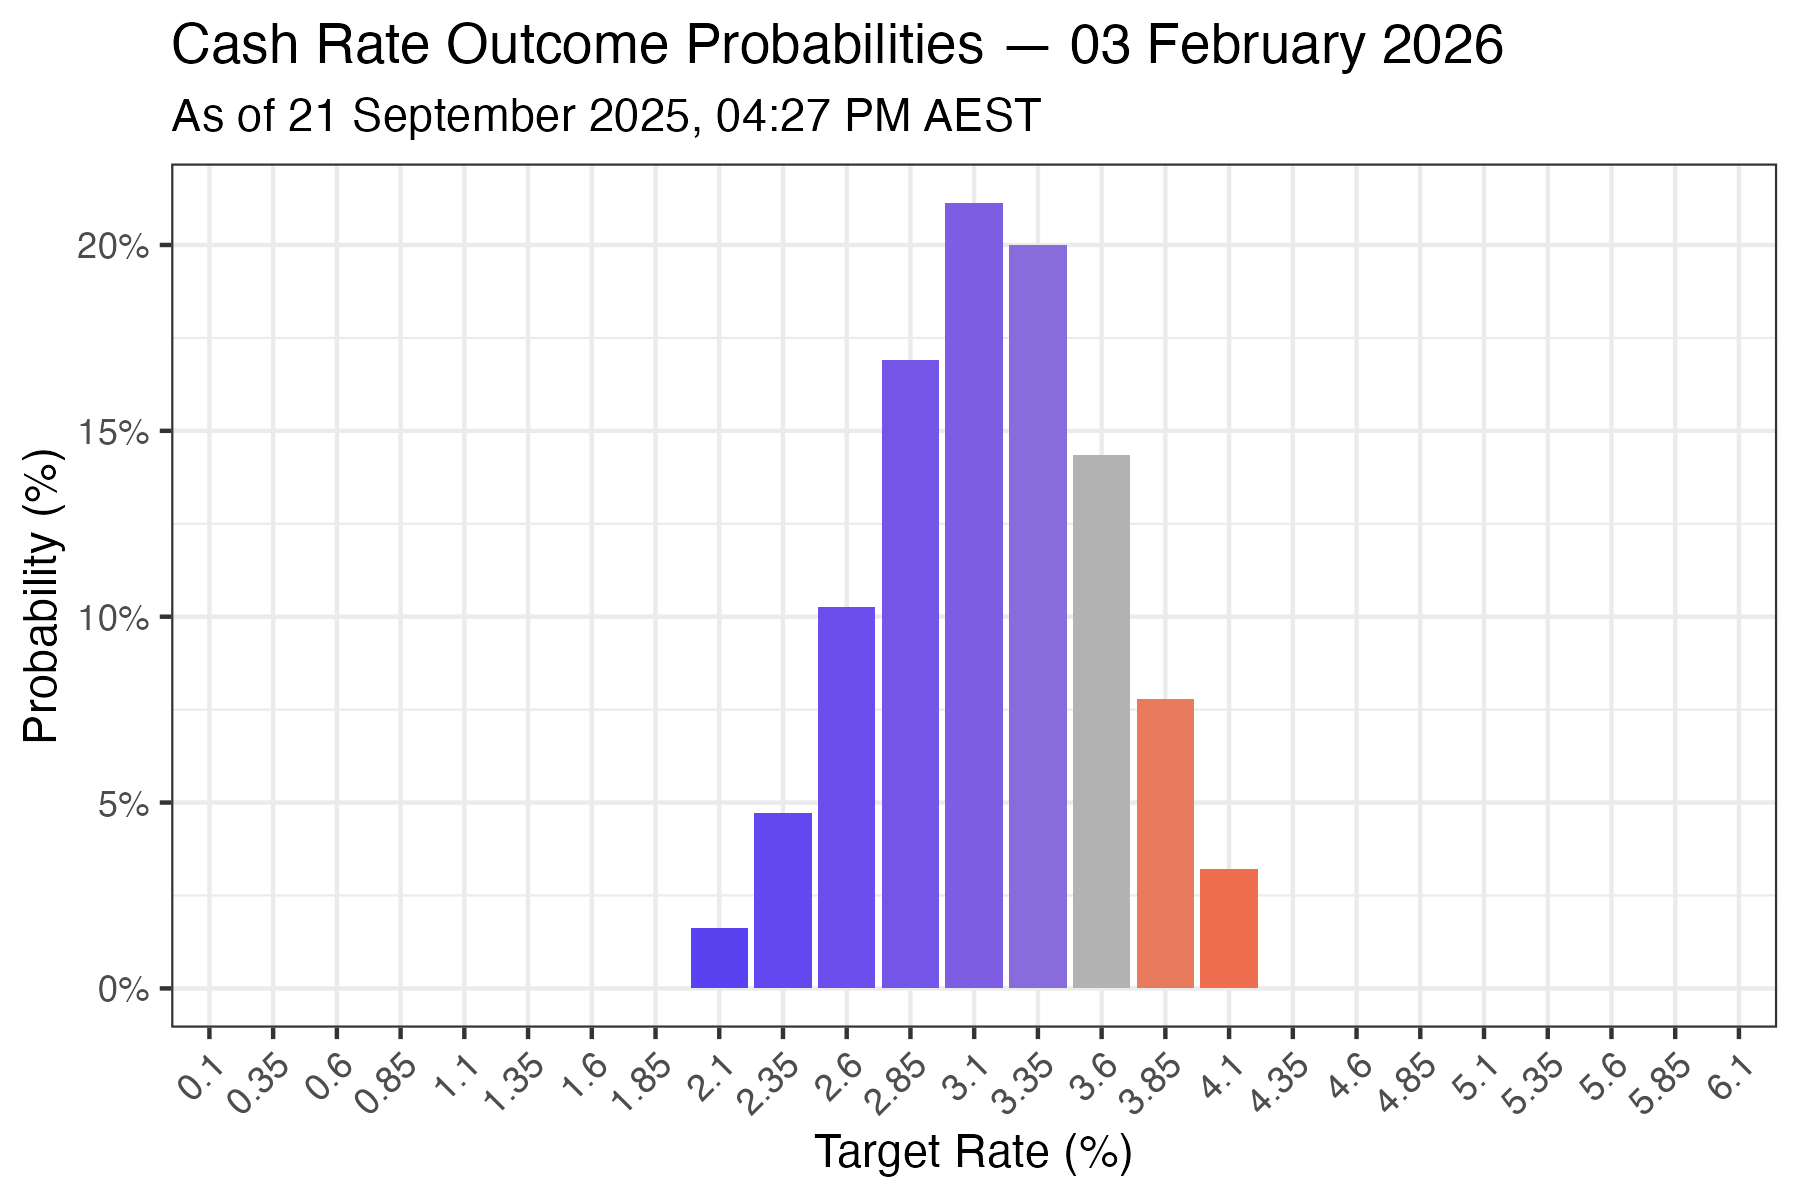 Cash Rate Outcome Probabilities — 03 February 2026
As of 21 September 2025, 04:27 PM AEST
Probability (%)
20%
15%
10%
5%
0%
0.1 0.35 0.6 0.85 1.1 1.35 1.6 1.85 2.1 2.35 2.6 2.85 3.1 3.35 3.6 3.85 4.1 4.35 4.6 4.85 5.1 5.35 5.6 5.85 6.1
Target Rate (%)